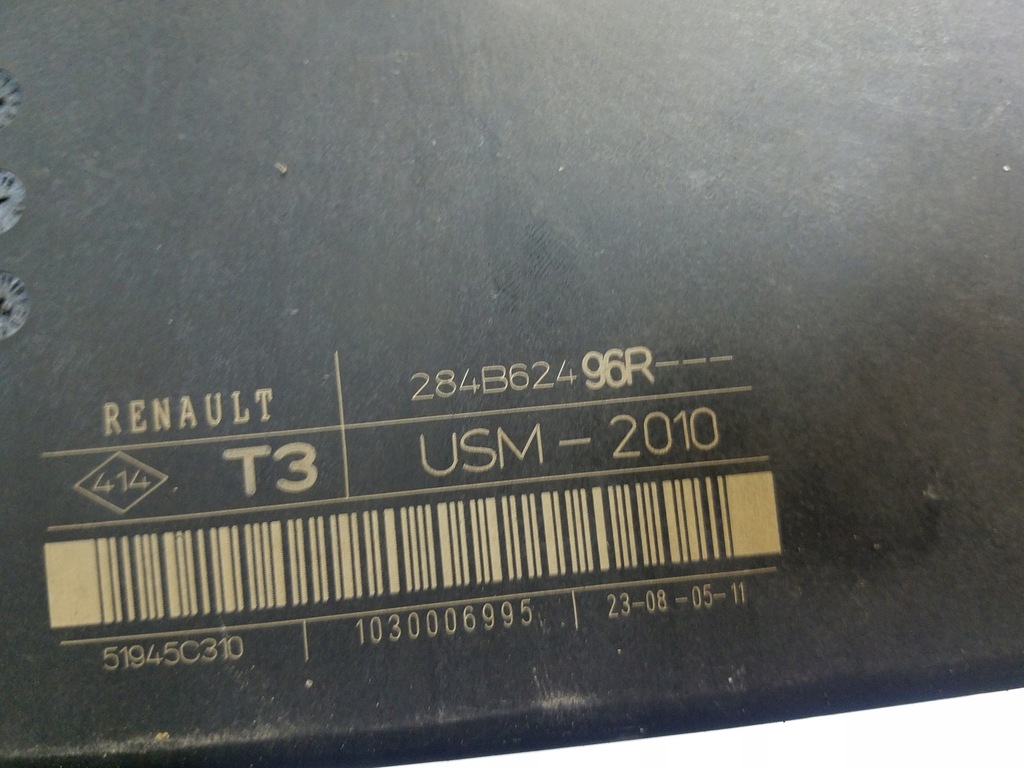 RENAULT
284B62496R---
414
T3
USM - 2010
51945C310
1030006995
23-08-05-11